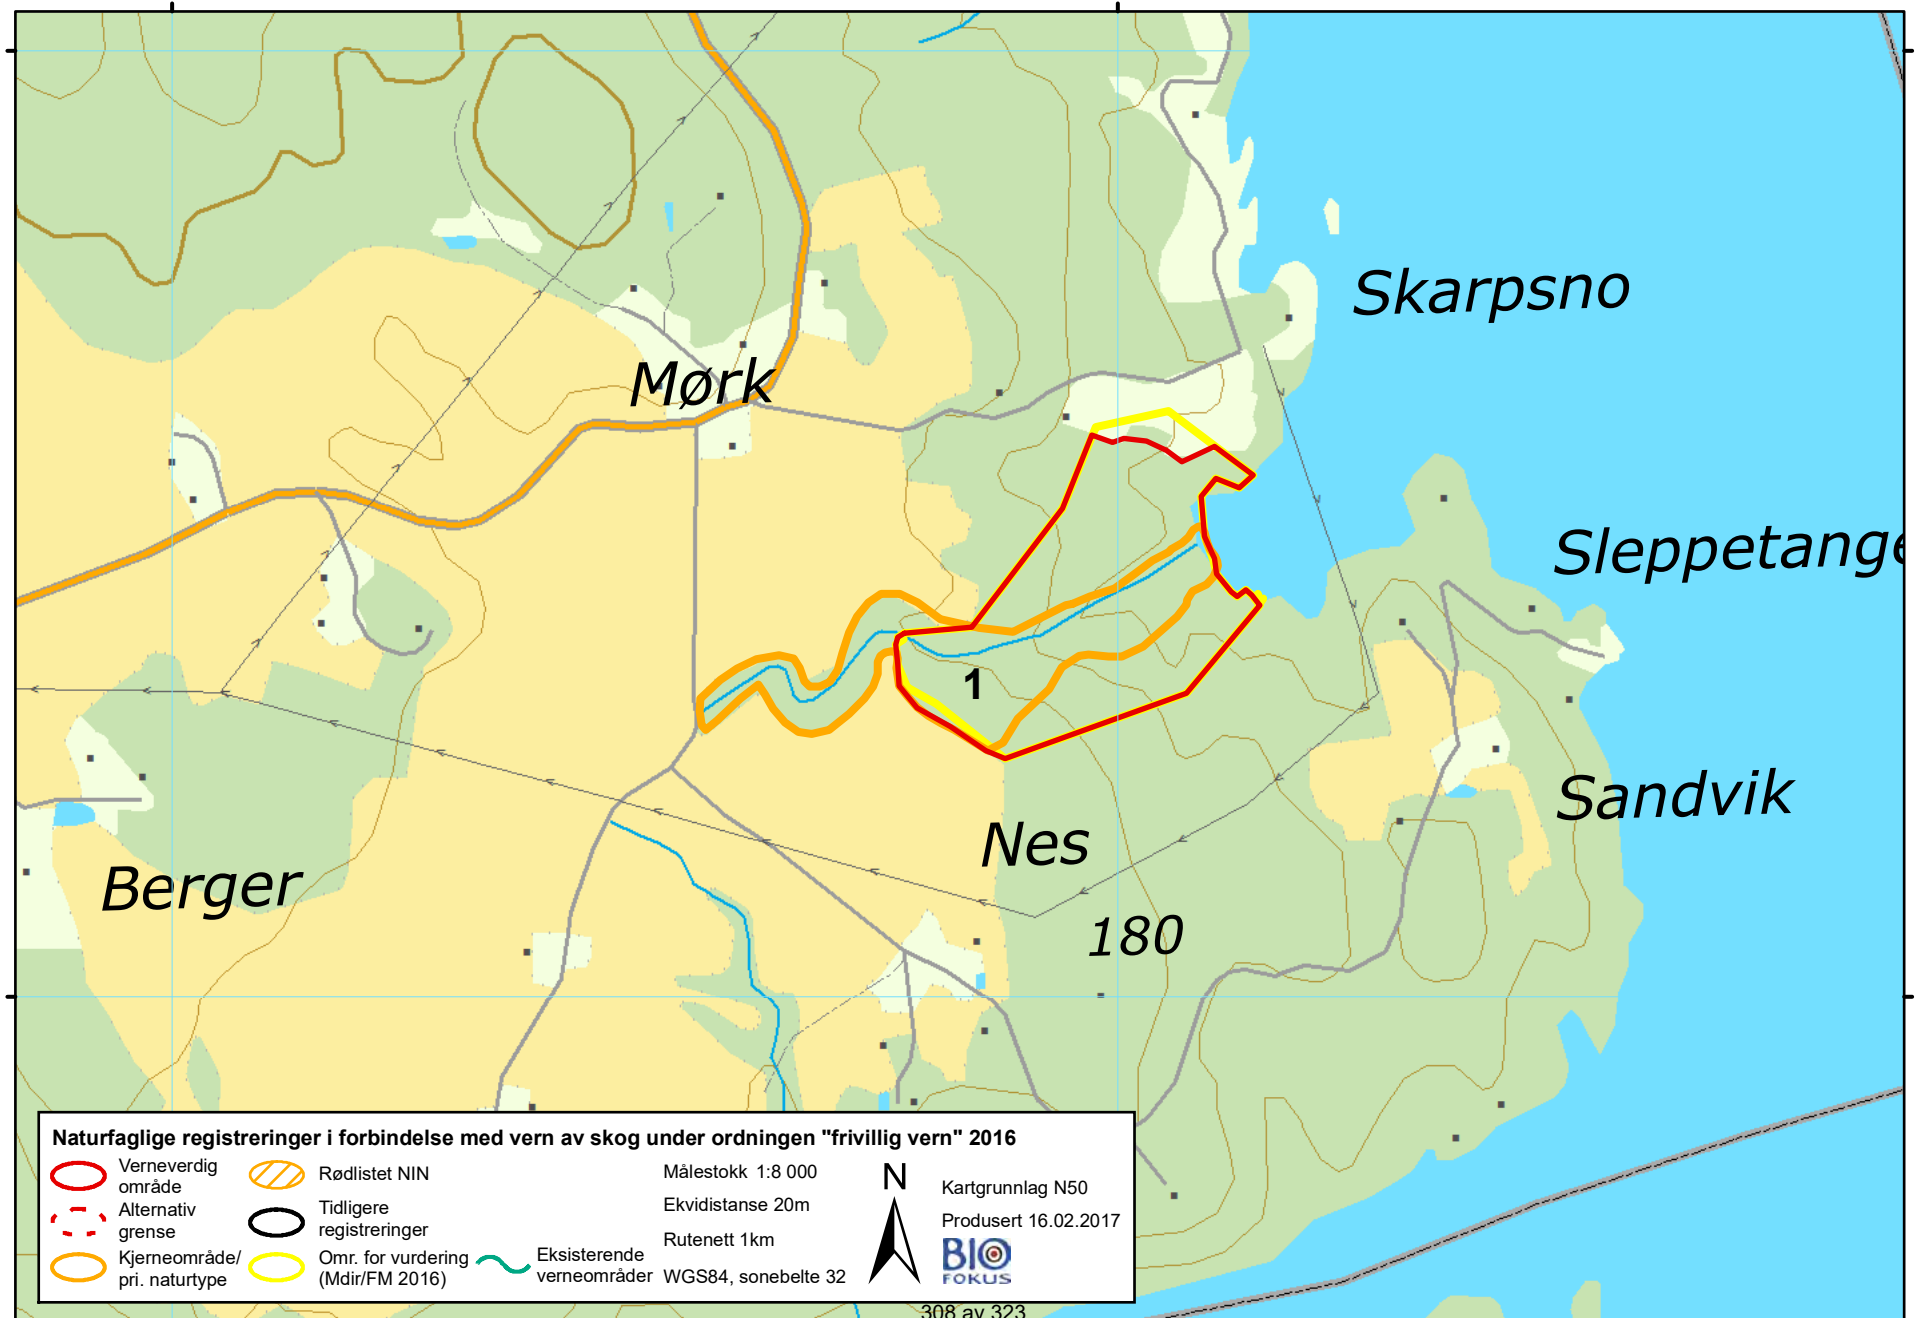 Skarpsno
Mørk
Sleppetange
1
Sandvik
Nes
Berger
180
Naturfaglige registreringer i forbindelse med vern av skog under ordningen "frivillig vern" 2016
Verneverdig
område
Alternativ
grense
Kjerneområde/
pri. naturtype
Rødlistet NIN
Tidligere
registreringer
Omr. for vurdering
(Mdir/FM 2016)
Eksisterende
verneområder
Målestokk 1:8 000
Ekvidistanse 20m
Rutenett 1km
WGS84, sonebelte 32
N
Kartgrunnlag N50
Produsert 16.02.2017
BIO
FOKUS
308 av 323